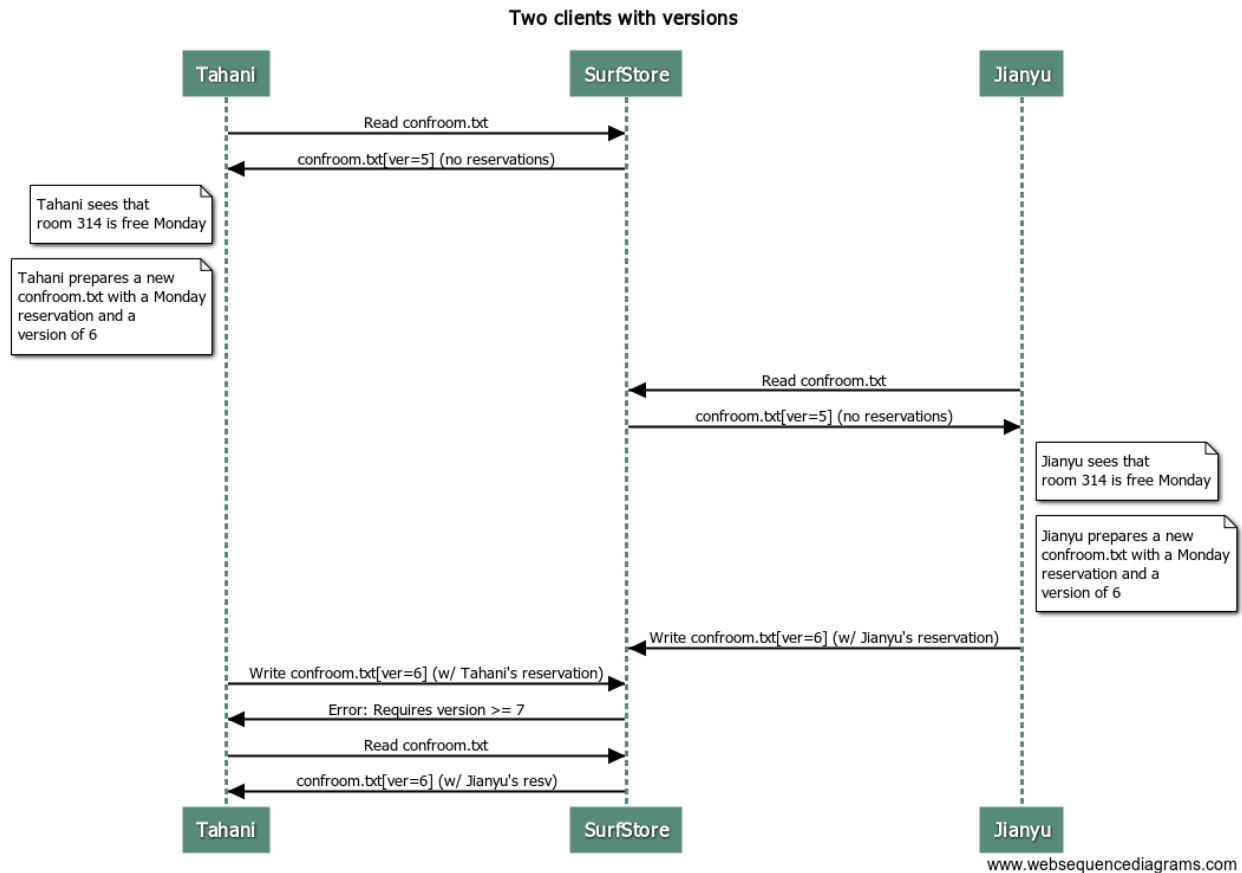 Two clients with versions
Tahani
SurfStore
Jianyu
Read confroom.txt
confroom.txt[ver=5] (no reservations)
Tahani sees that
room 314 is free Monday
Tahani prepares a new
confroom.txt with a Monday
reservation and a
version of 6
Read confroom.txt
confroom.txt[ver=5] (no reservations)
Jianyu sees that
room 314 is free Monday
Jianyu prepares a new
confroom.txt with a Monday
reservation and a
version of 6
Write confroom.txt[ver=6] (w/ Jianyu's reservation)
Write confroom.txt[ver=6] (w/ Tahani's reservation)
Error: Requires version >= 7
Read confroom.txt
confroom.txt[ver=6] (w/ Jianyu's resv)
Tahani
SurfStore
Jianyu
www.websequencediagrams.com